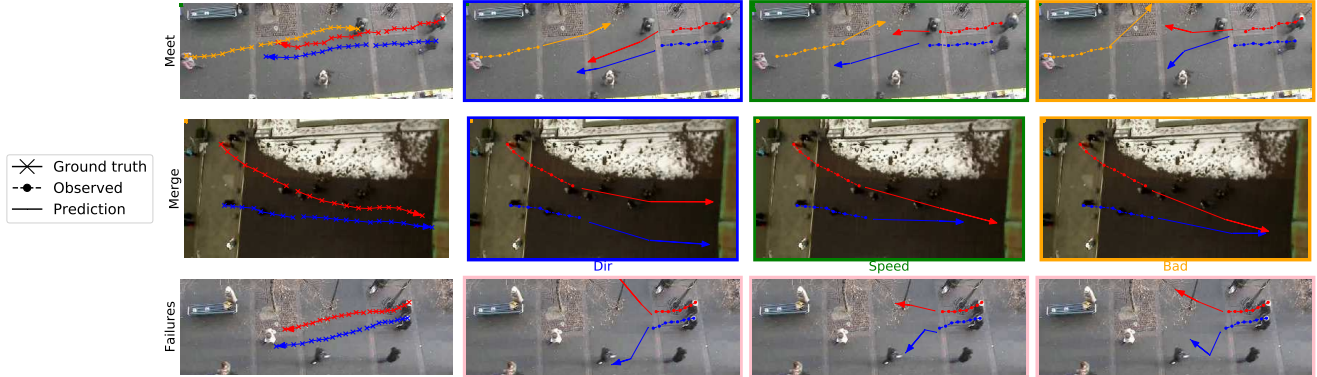 Meet
Merge
Ground truth
Observed
Prediction
Dir
Speed
Bad
Failures